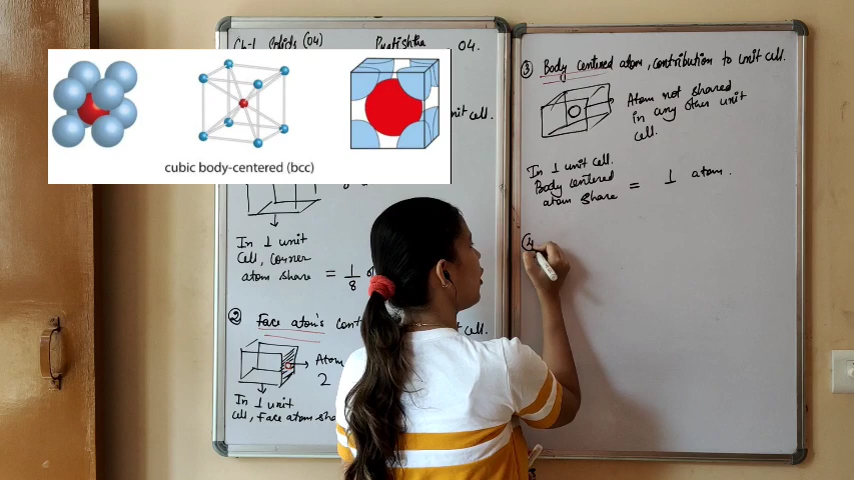 Ch-1 Solids (04)
Pratishtha 04.
nit cell.
cubic body-centered (bcc)
In 1 unit
cell, corner
atom share = 1/8
② Face atom's cont
cell.
Atom
2
In 1 unit
cell, Face atom sha
③ Body centered atom, contribution to unit cell.
Atom not shared
in any other unit
cell.
In 1 unit cell.
Body centered
atom share = 1 atom.
④